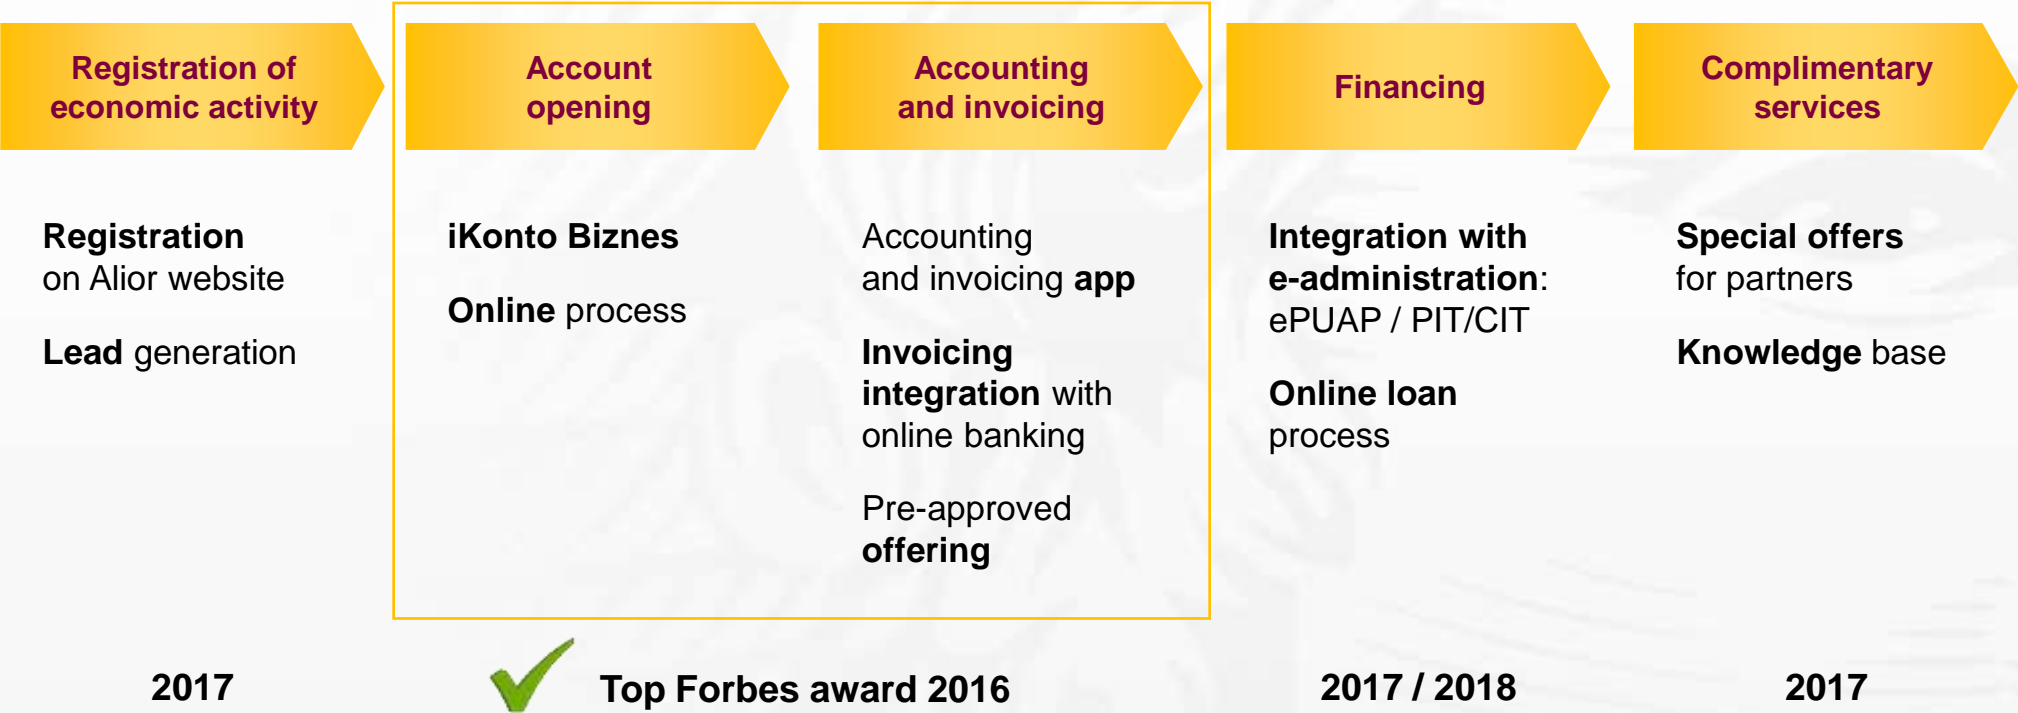 Registration of
economic activity
Account
opening
Accounting
and invoicing
Financing
Complimentary
services
Registration
on Alior website
Lead generation
iKonto Biznes
Online process
Accounting
and invoicing app
Invoicing
integration with
online banking
Pre-approved
offering
Integration with
e-administration:
ePUAP / PIT/CIT
Online loan
process
Special offers
for partners
Knowledge base
2017
Top Forbes award 2016
2017 / 2018
2017